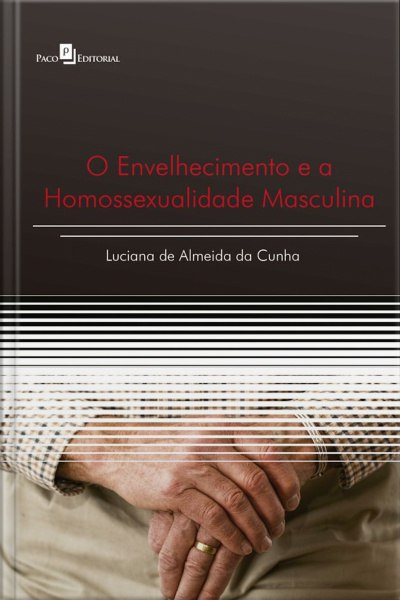 PACO EDITORIAL
O Envelhecimento e a
Homossexualidade Masculina
Luciana de Almeida da Cunha